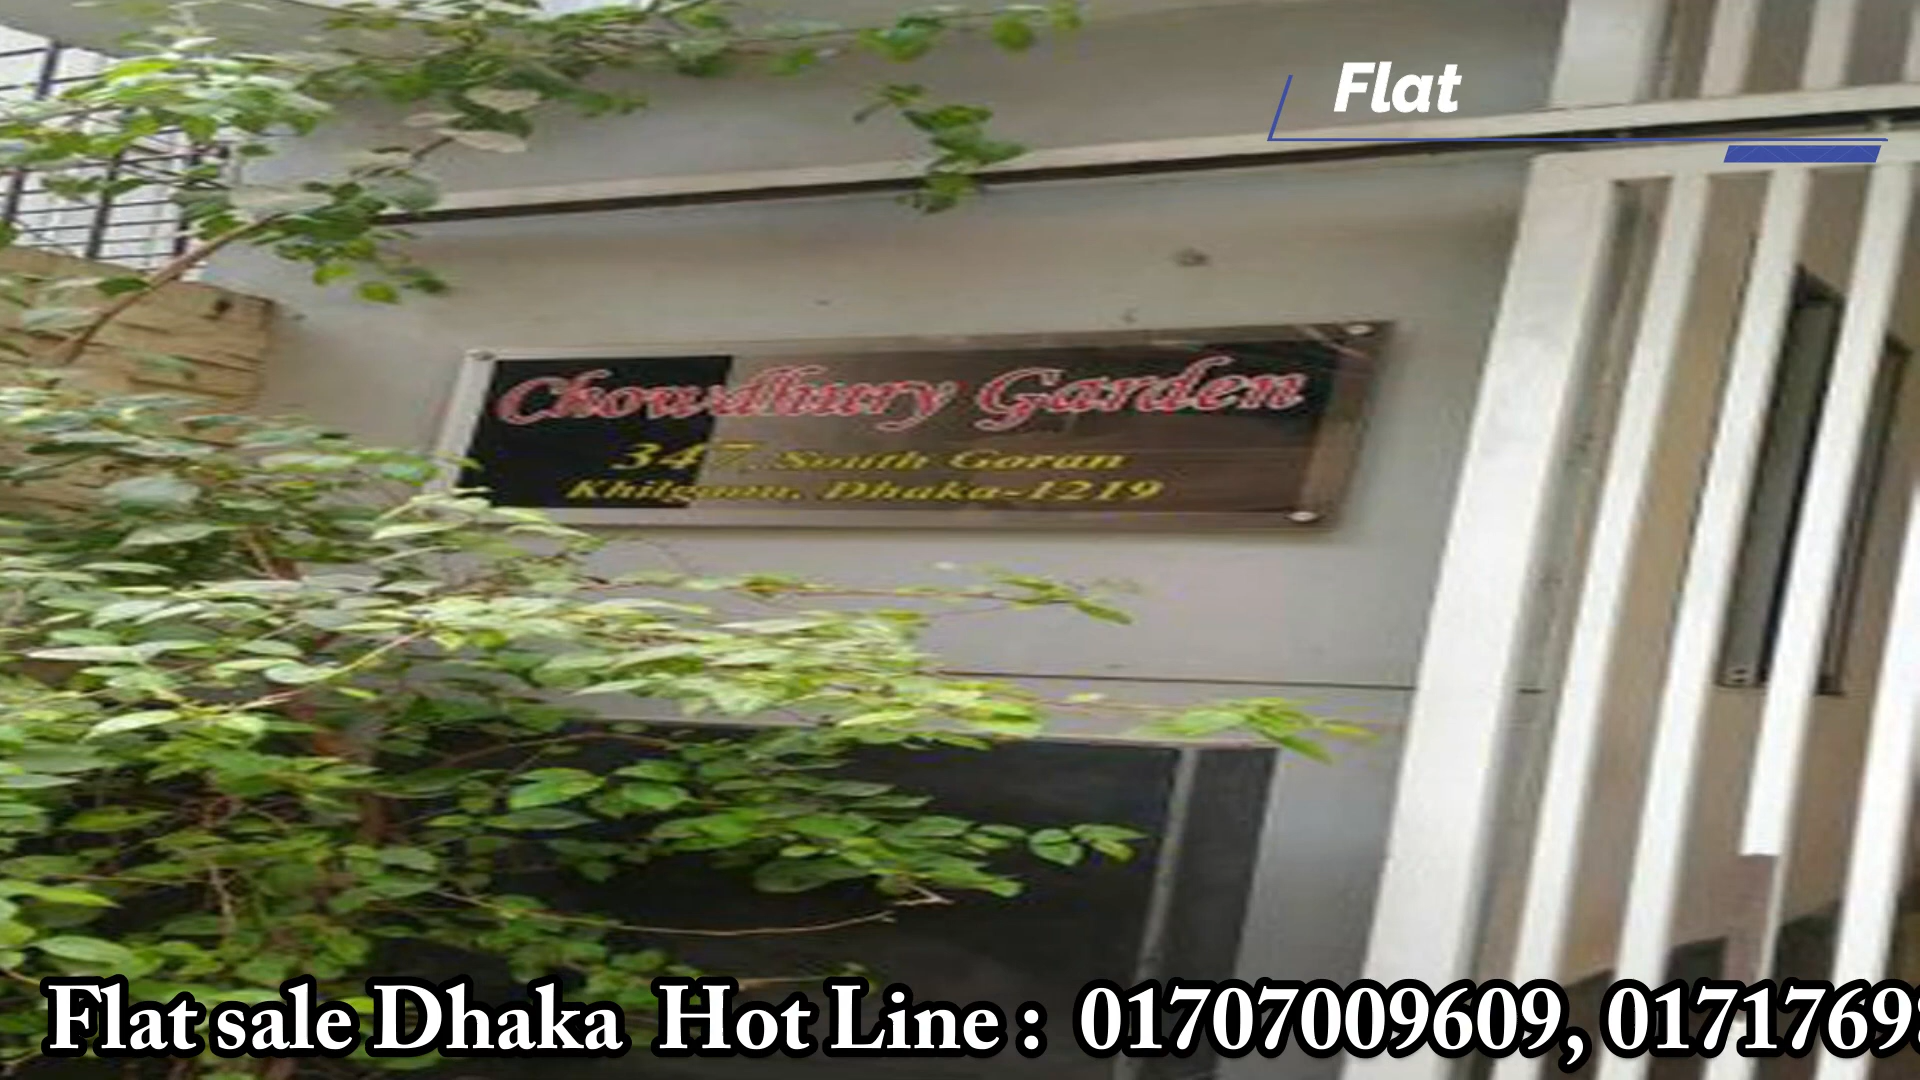 Flat
Chowdhury Garden
347, South Goran
Khilgaon, Dhaka-1219
Flat sale Dhaka Hot Line : 01707009609,